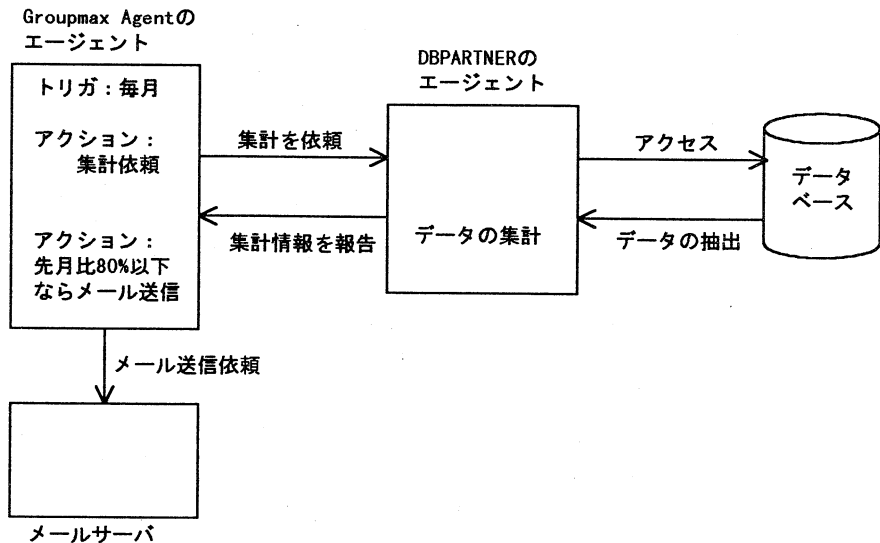 Groupmax Agentの
エージェント
トリガ：毎月
アクション：
集計依頼
アクション：
先月比80%以下
ならメール送信
集計を依頼
集計情報を報告
DBPARTNERの
エージェント
データの集計
アクセス
データの抽出
データ
ベース
メール送信依頼
メールサーバ